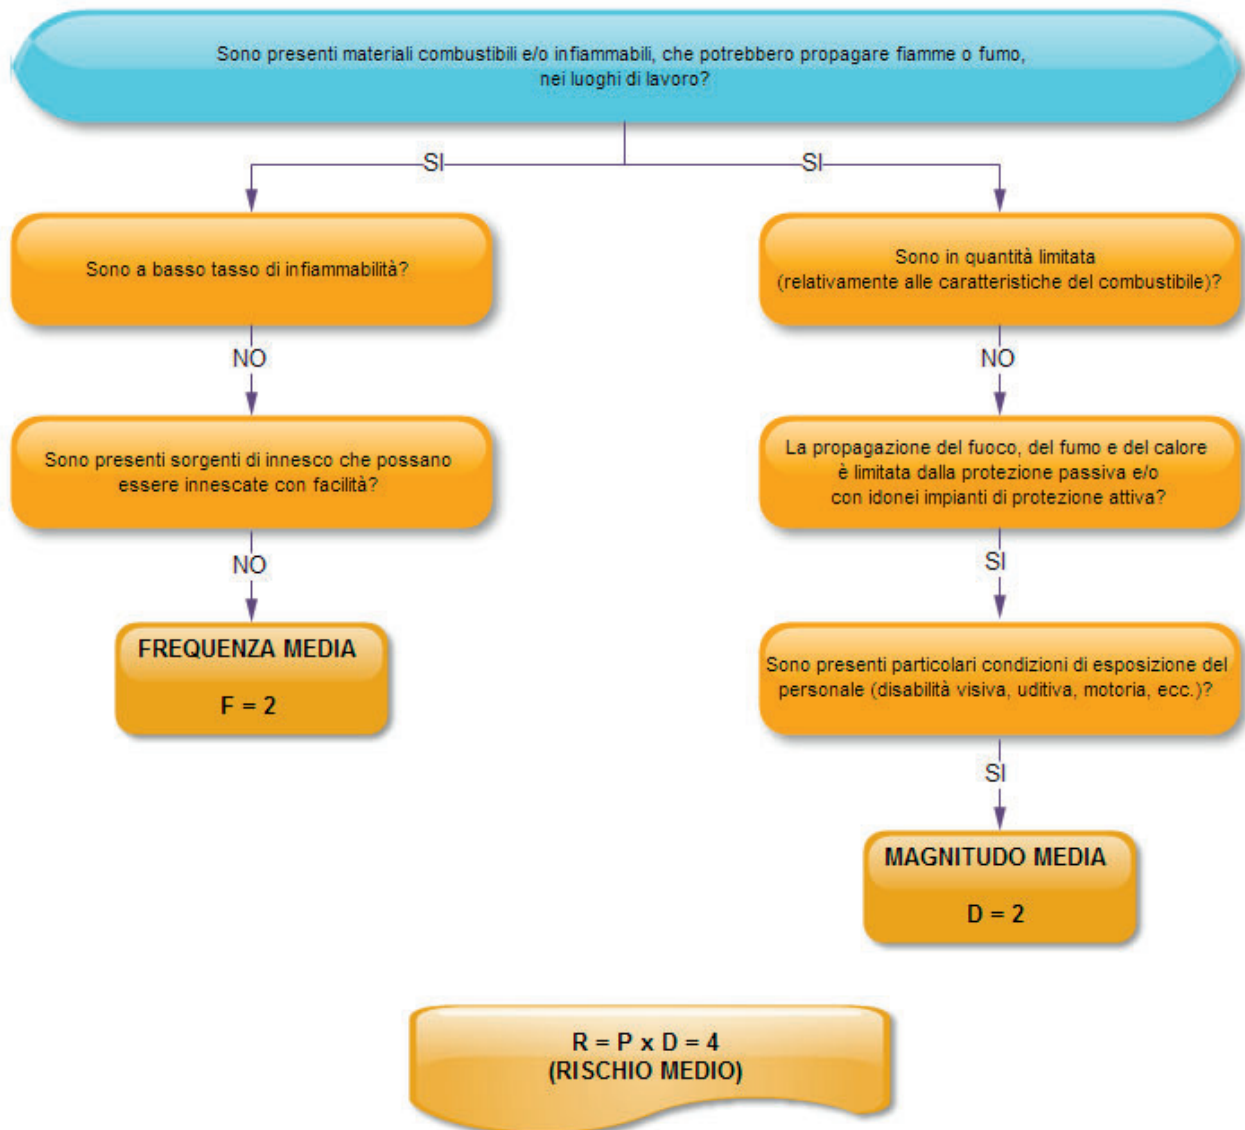 Sono presenti materiali combustibili e/o infiammabili, che potrebbero propagare fiamme o fumo,
nei luoghi di lavoro?
SI
SI
Sono a basso tasso di infiammabilità?
Sono in quantità limitata
(relativamente alle caratteristiche del combustibile)?
NO
NO
Sono presenti sorgenti di innesco che possano
essere innescate con facilità?
La propagazione del fuoco, del fumo e del calore
è limitata dalla protezione passiva e/o
con idonei impianti di protezione attiva?
NO
SI
FREQUENZA MEDIA
F = 2
Sono presenti particolari condizioni di esposizione del
personale (disabilità visiva, uditiva, motoria, ecc.)?
SI
MAGNITUDO MEDIA
D = 2
R = P x D = 4
(RISCHIO MEDIO)